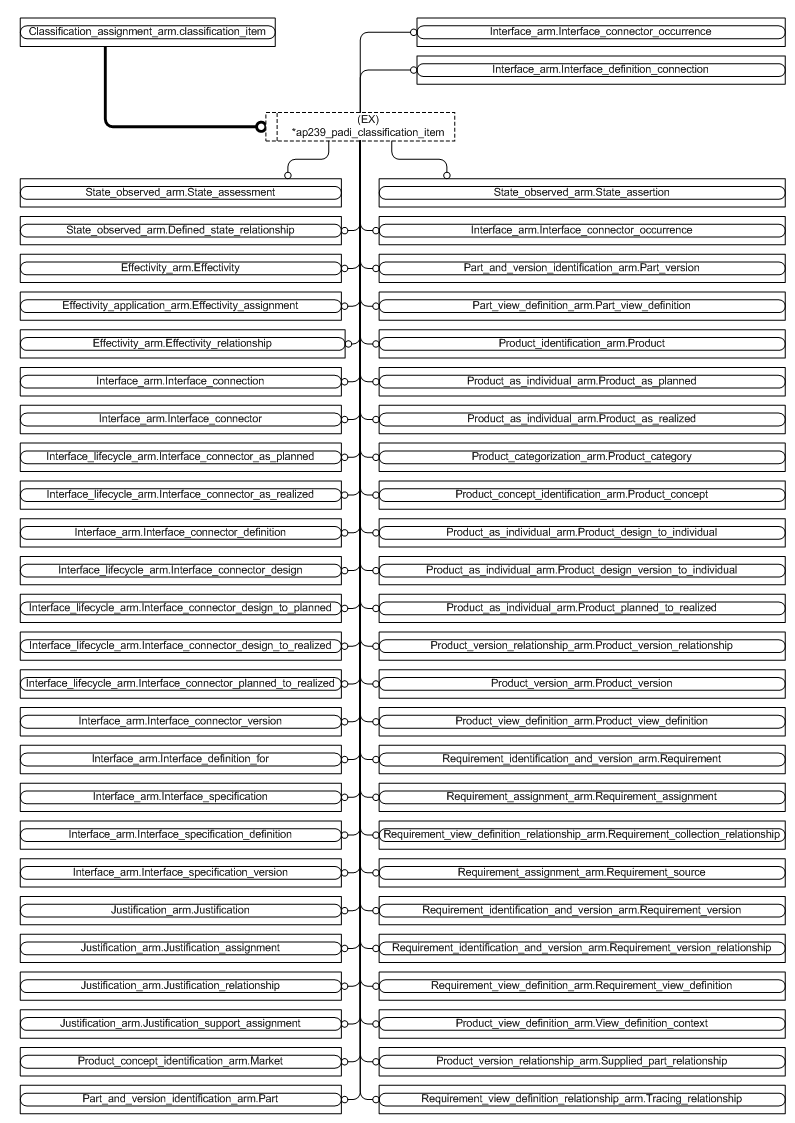 Classification_assignment_arm.classification_item
Interface_arm.Interface_connector_occurrence
Interface_arm.Interface_definition_connection
(EX)
*ap239_padi_classification_item
State_observed_arm.State_assessment
State_observed_arm.State_assertion
State_observed_arm.Defined_state_relationship
Interface_arm.Interface_connector_occurrence
Effectivity_arm.Effectivity
Part_and_version_identification_arm.Part_version
Effectivity_application_arm.Effectivity_assignment
Part_view_definition_arm.Part_view_definition
Effectivity_arm.Effectivity_relationship
Product_identification_arm.Product
Interface_arm.Interface_connection
Product_as_individual_arm.Product_as_planned
Interface_arm.Interface_connector
Product_as_individual_arm.Product_as_realized
Interface_lifecycle_arm.Interface_connector_as_planned
Product_categorization_arm.Product_category
Interface_lifecycle_arm.Interface_connector_as_realized
Product_concept_identification_arm.Product_concept
Interface_arm.Interface_connector_definition
Product_as_individual_arm.Product_design_to_individual
Interface_lifecycle_arm.Interface_connector_design
Product_as_individual_arm.Product_design_version_to_individual
Interface_lifecycle_arm.Interface_connector_design_to_planned
Product_as_individual_arm.Product_planned_to_realized
Interface_lifecycle_arm.Interface_connector_design_to_realized
Product_version_relationship_arm.Product_version_relationship
Interface_lifecycle_arm.Interface_connector_planned_to_realized
Product_version_arm.Product_version
Interface_arm.Interface_connector_version
Product_view_definition_arm.Product_view_definition
Interface_arm.Interface_definition_for
Requirement_identification_and_version_arm.Requirement
Interface_arm.Interface_specification
Requirement_assignment_arm.Requirement_assignment
Interface_arm.Interface_specification_definition
Requirement_view_definition_relationship_arm.Requirement_collection_relationship
Interface_arm.Interface_specification_version
Requirement_assignment_arm.Requirement_source
Justification_arm.Justification
Requirement_identification_and_version_arm.Requirement_version
Justification_arm.Justification_assignment
Requirement_identification_and_version_arm.Requirement_version_relationship
Justification_arm.Justification_relationship
Requirement_view_definition_arm.Requirement_view_definition
Justification_arm.Justification_support_assignment
Product_view_definition_arm.View_definition_context
Product_concept_identification_arm.Market
Product_version_relationship_arm.Supplied_part_relationship
Part_and_version_identification_arm.Part
Requirement_view_definition_relationship_arm.Tracing_relationship